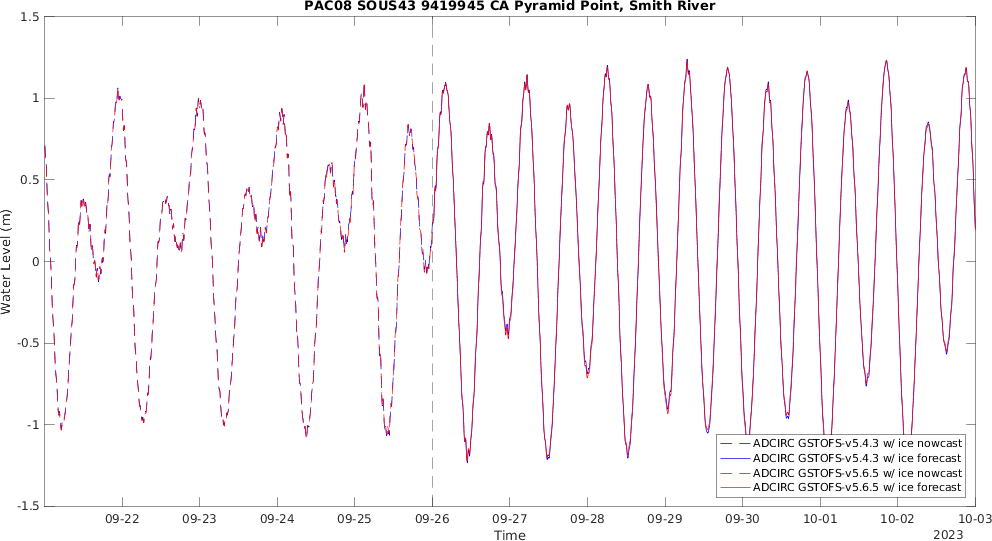 PAC08 SOUS43 9419945 CA Pyramid Point, Smith River
1.5
1
0.5
0
-0.5
-1
-1.5
Water Level (m)
ADCIRC GSTOFS-v5.4.3 w/ ice nowcast
ADCIRC GSTOFS-v5.4.3 w/ ice forecast
ADCIRC GSTOFS-v5.6.5 w/ ice nowcast
ADCIRC GSTOFS-v5.6.5 w/ ice forecast
09-22 09-23 09-24 09-25 09-26 09-27 09-28 09-29 09-30 10-01 10-02 10-03
Time
2023